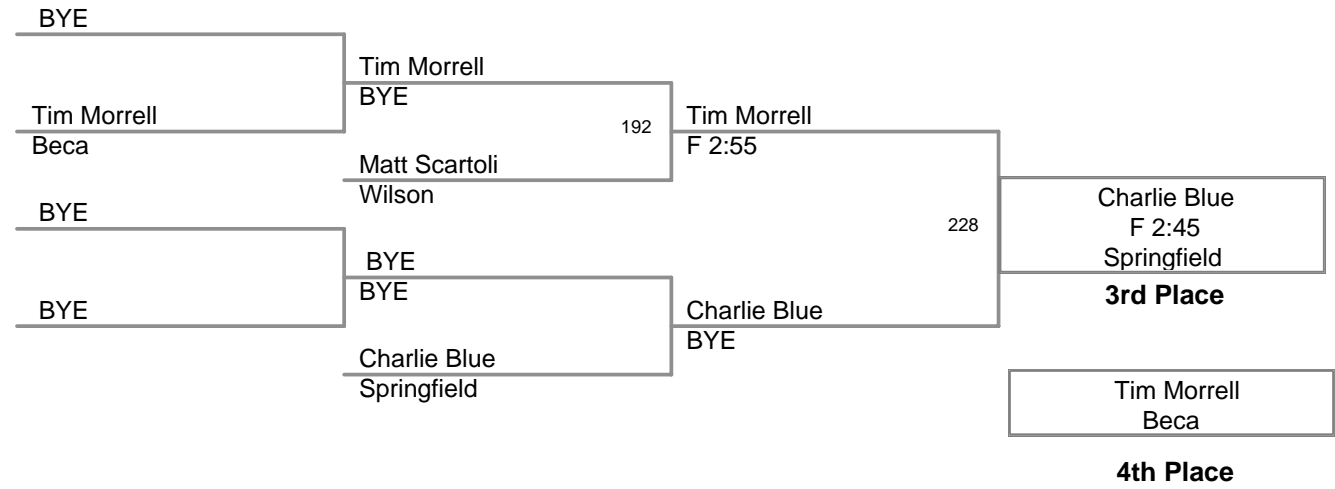 BYE
Tim Morrell
Beca
BYE
BYE
Tim Morrell
BYE
Matt Scartoli
Wilson
BYE
BYE
Charlie Blue
Springfield
192
Tim Morrell
F 2:55
Charlie Blue
BYE
228
Charlie Blue
F 2:45
Springfield
3rd Place
Tim Morrell
Beca
4th Place